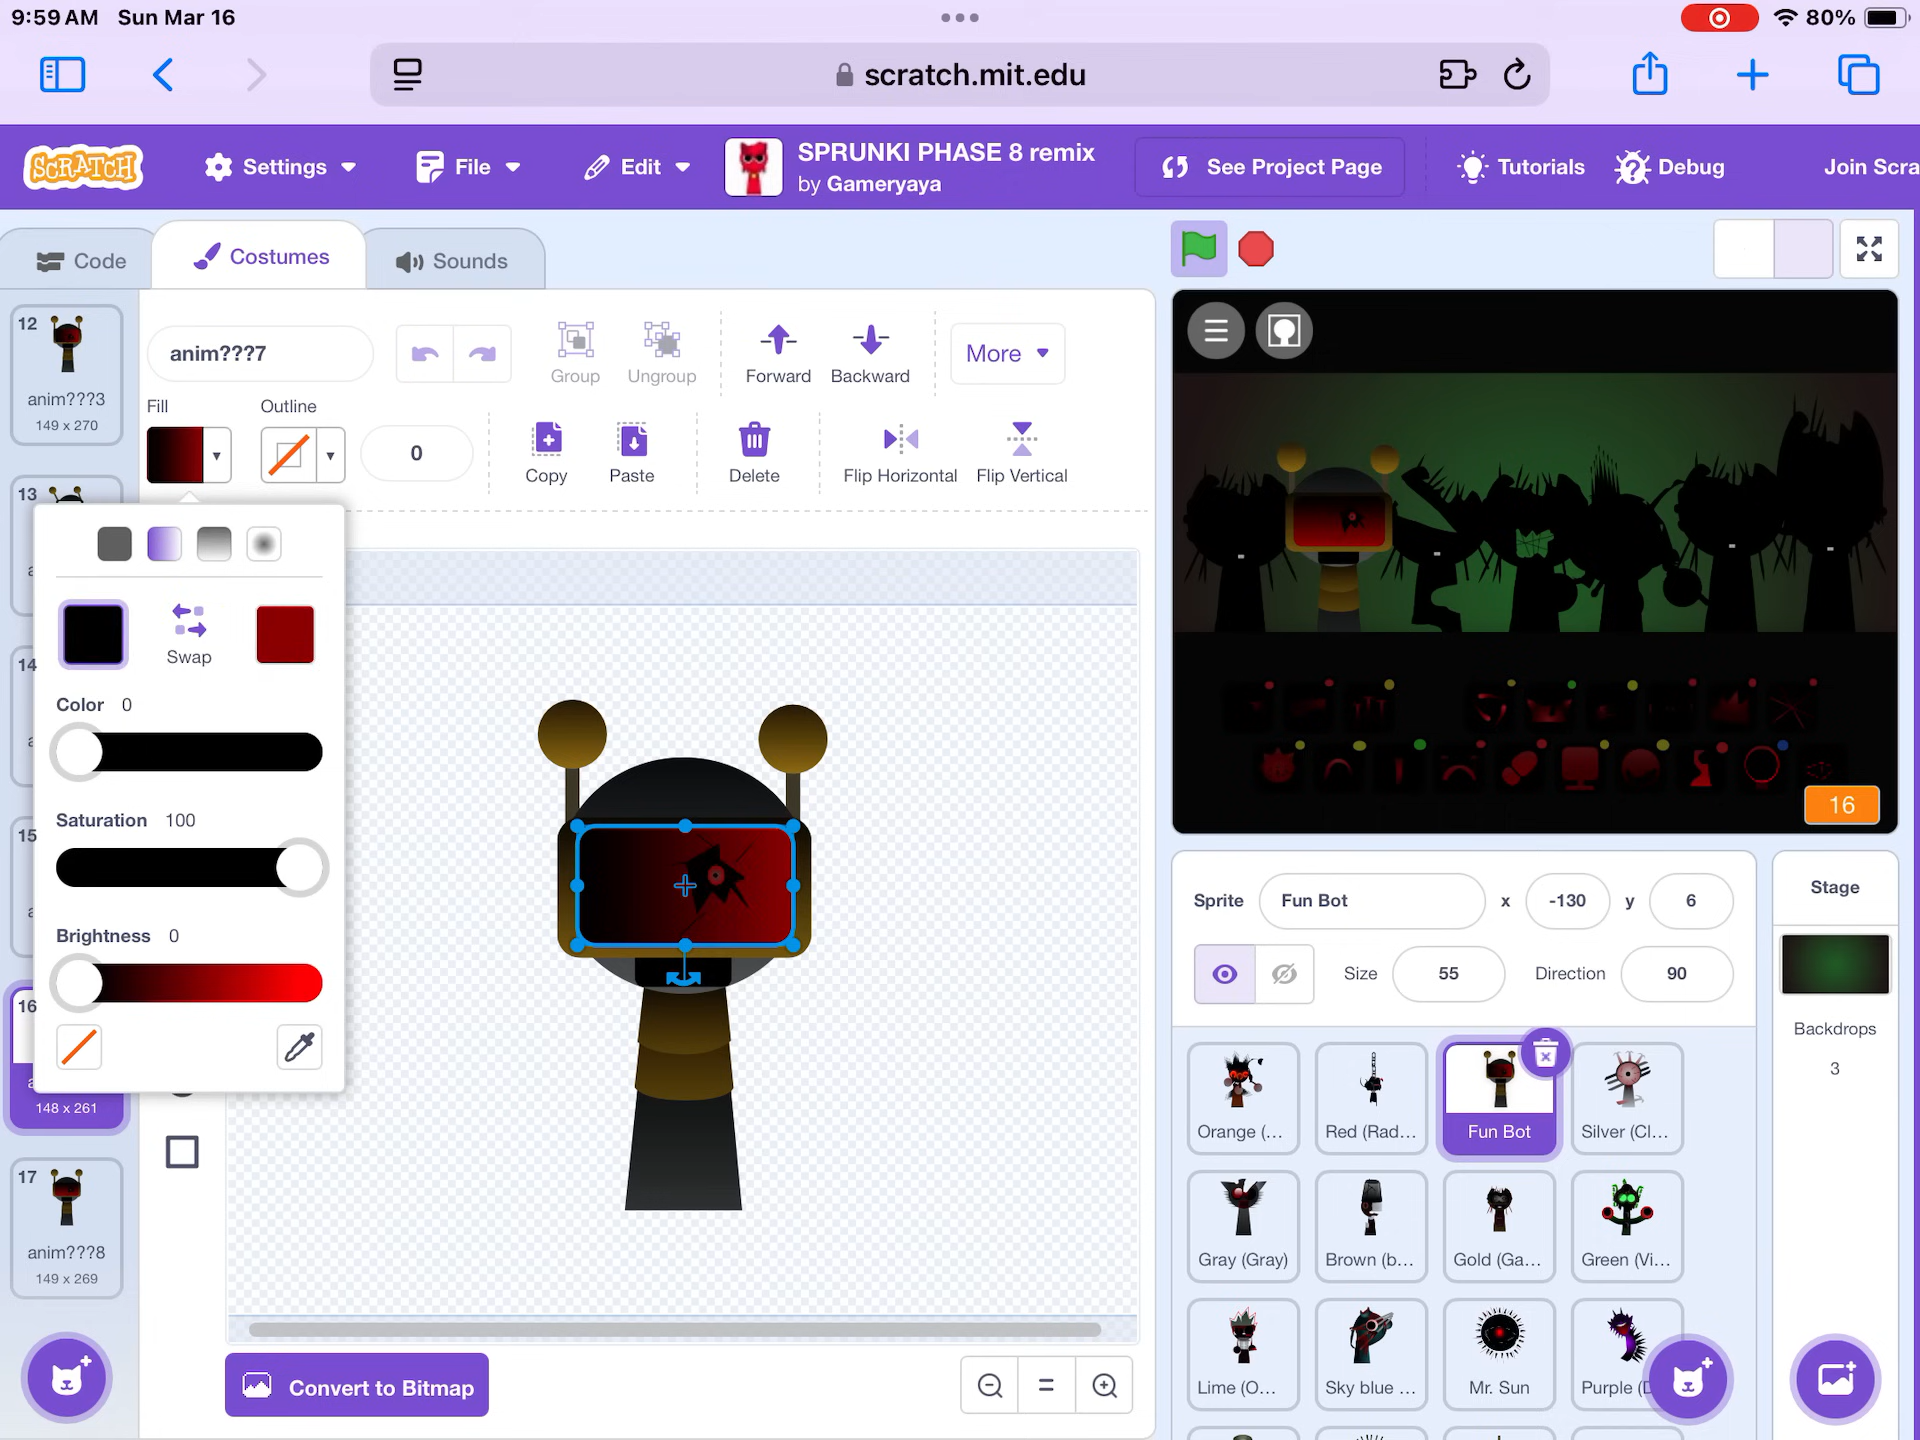 9:59 AM Sun Mar 16
80%
scratch.mit.edu
SCRATCH
Settings
File
Edit
SPRUNKI PHASE 8 remix
by Gameryaya
See Project Page
Tutorials
Debug
Join Scra
Code
Costumes
Sounds
12
anim???3
149 x 270
13
14
15
16
148 x 261
17
anim???8
149 x 269
anim???7
Group
Ungroup
Forward
Backward
More
Fill
Outline
0
Copy
Paste
Delete
Flip Horizontal
Flip Vertical
Swap
Color 0
Saturation 100
Brightness 0
Convert to Bitmap
16
Sprite
Fun Bot
x
-130
y
6
Size
55
Direction
90
Stage
Backdrops
3
Orange (...
Red (Rad...
Fun Bot
Silver (Cl...
Gray (Gray)
Brown (b...
Gold (Ga...
Green (Vi...
Lime (O...
Sky blue ...
Mr. Sun
Purple (